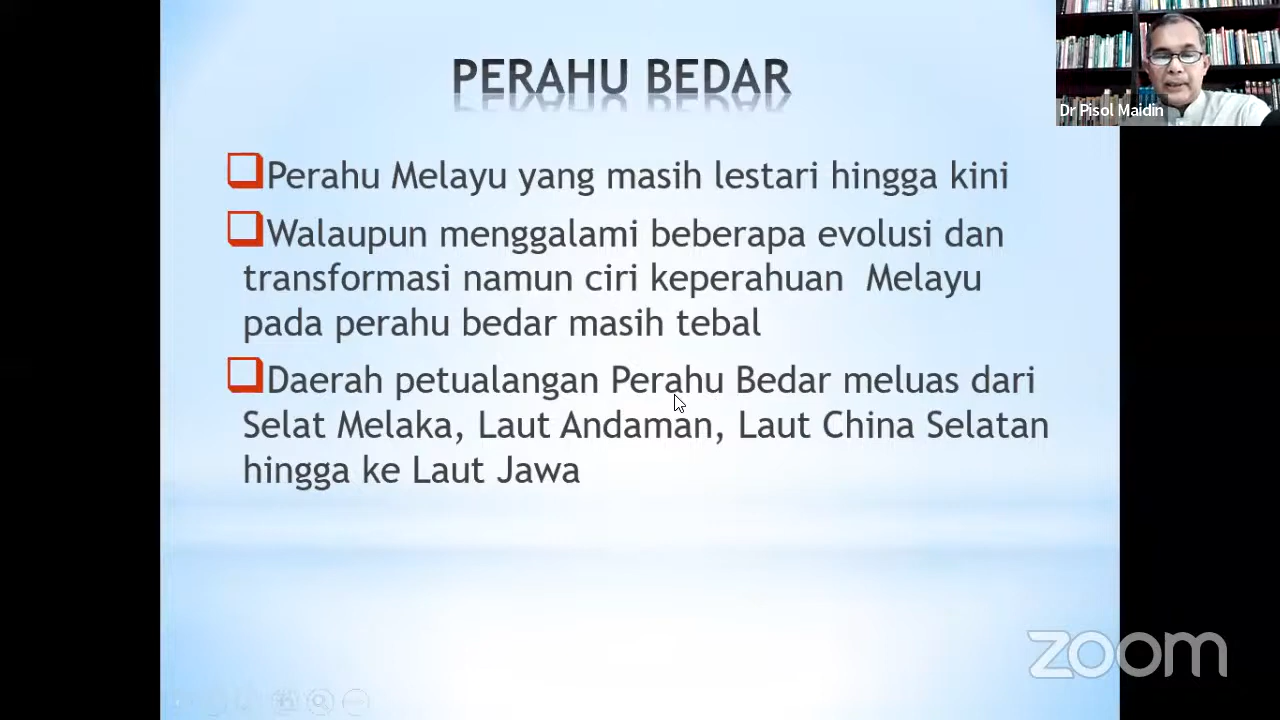 PERAHU BEDAR
Dr Pisol Maidin
Perahu Melayu yang masih lestari hingga kini
Walaupun menggalami beberapa evolusi dan
transformasi namun ciri keperahuan Melayu
pada perahu bedar masih tebal
Daerah petualangan Perahu Bedar meluas dari
Selat Melaka, Laut Andaman, Laut China Selatan
hingga ke Laut Jawa
zoom